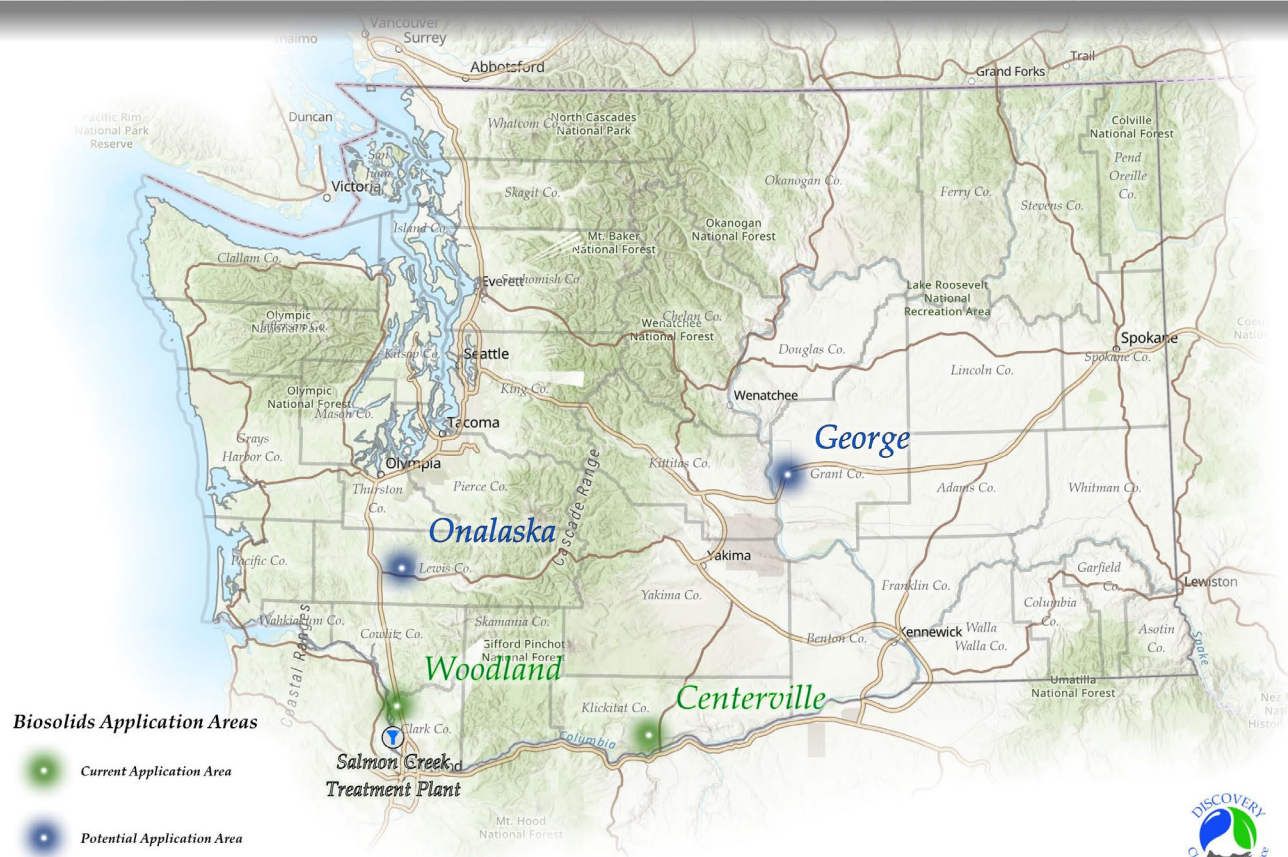 Vancouver
Surrey
Abbotsford
Grand Forks
Trail
Duncan
Pacific Rim
National Park
Reserve
Victoria
San
Juan
Whatcom Co.
North Cascades
National Park
Skagit Co.
Okanogan Co.
Ferry Co.
Stevens Co.
Colville
National Forest
Pend
Oreille
Co.
Island Co.
Mt. Baker
National Forest
Okanogan
National Forest
Clallam Co.
Everett
Snohomish Co.
Chelan Co.
Wenatchee
National Forest
Lake Roosevelt
National
Recreation Area
Olympic
National Park
Jefferson Co.
Kitsap Co.
Seattle
King Co.
Douglas Co.
Lincoln Co.
Spokane
Spokane Co.
Olympic
National Forest
Mason Co.
Wenatchee
Tacoma
Grays
Harbor Co.
Olympia
George
Kittitas Co.
Grant Co.
Thurston
Co.
Pierce Co.
Adams Co.
Whitman Co.
Cascade Range
Onalaska
Pacific Co.
Lewis Co.
Yakima
Yakima Co.
Franklin Co.
Garfield
Co.
Lewiston
Columbia
Co.
Wahkiakum Co.
Cowlitz Co.
Skamania Co.
Gifford Pinchot
National Forest
Benton Co.
Kennewick
Walla
Walla Co.
Asotin
Co.
Snake
Coastal Ranges
Woodland
Centerville
Umatilla
National Forest
Klickitat Co.
Columbia
Clark Co.
Salmon Creek
Treatment Plant
Mt. Hood
National Forest
Biosolids Application Areas
Current Application Area
Potential Application Area
DISCOVERY